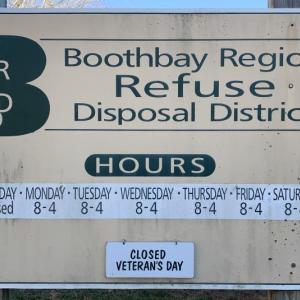 B
R
D
Boothbay Regio
Refuse
Disposal Distric
HOURS
DAY · MONDAY · TUESDAY · WEDNESDAY · THURSDAY · FRIDAY · SATUR
sed 8-4 8-4 8-4 8-4 8-4 8-
CLOSED
VETERAN'S DAY